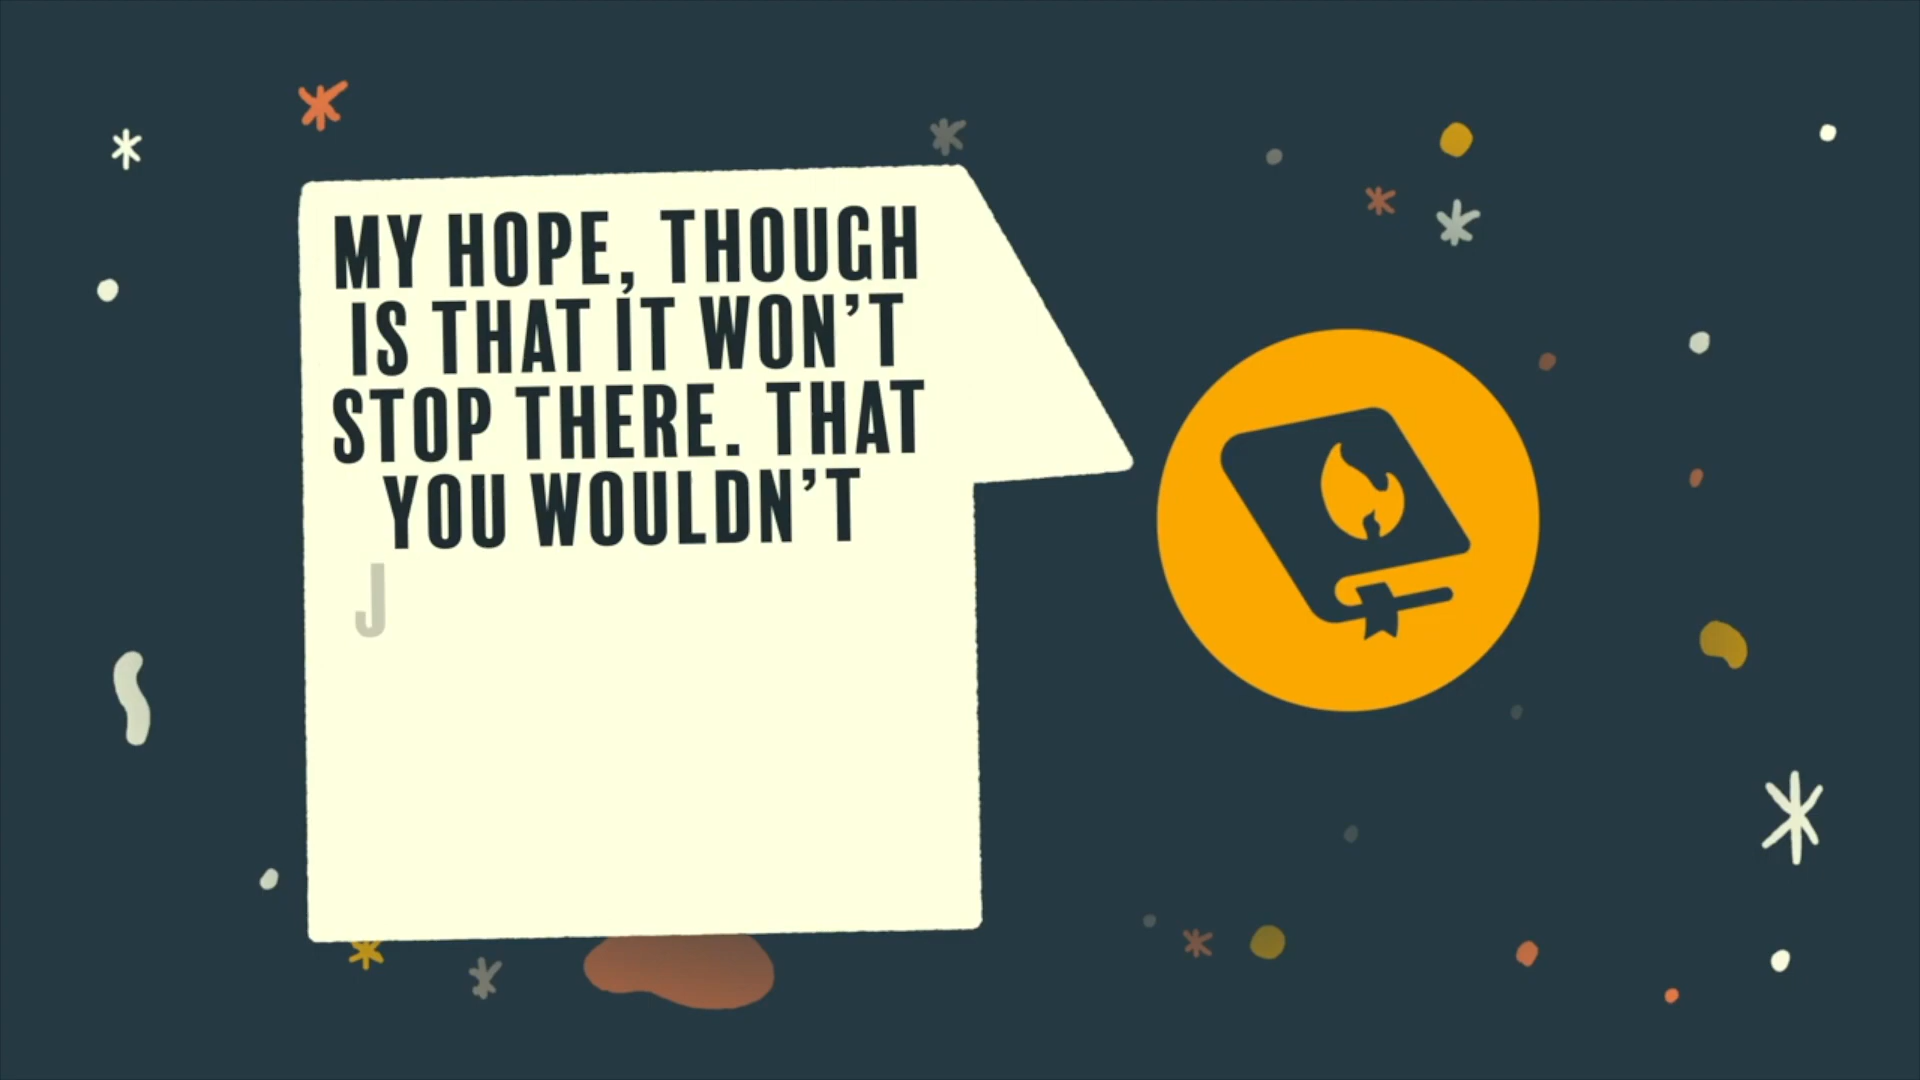 MY HOPE, THOUGH
IS THAT IT WON’T
STOP THERE. THAT
YOU WOULDN’T
J